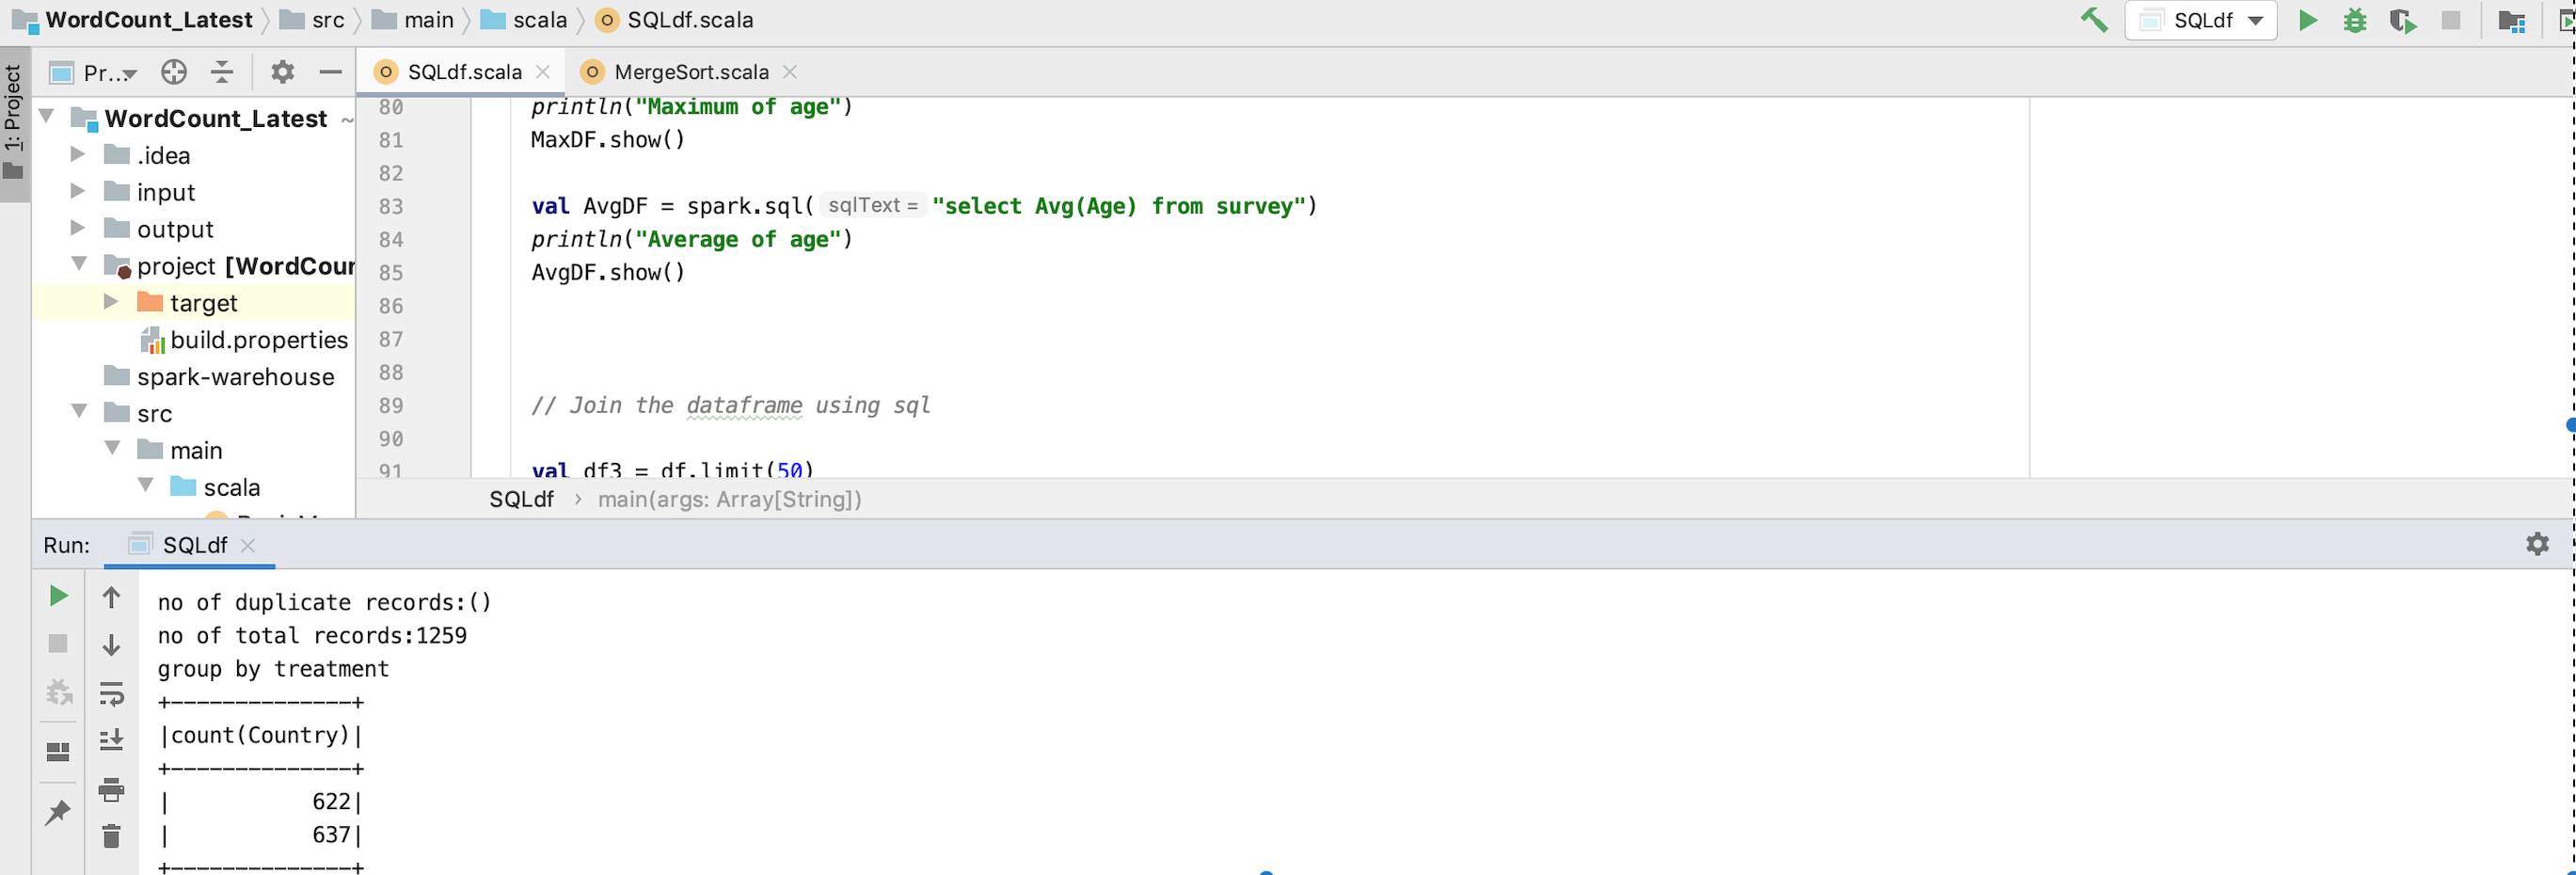 WordCount_Latest src main scala SQLdf.scala
SQLdf
1: Project
Pr...
SQLdf.scala
MergeSort.scala
WordCount_Latest ~
.idea
input
output
project [WordCour
target
build.properties
spark-warehouse
src
main
scala
80 println("Maximum of age")
81 MaxDF.show()
82
83 val AvgDF = spark.sql( sqlText = "select Avg(Age) from survey")
84 println("Average of age")
85 AvgDF.show()
86
87
88
89 // Join the dataframe using sql
90
91 val df3 = df.limit(50)
SQLdf › main(args: Array[String])
Run: SQLdf
no of duplicate records:()
no of total records:1259
group by treatment
+--------------+
|count(Country)|
+--------------+
|           622|
|           637|
+--------------+